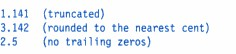 1.141 (truncated)
3.142 (rounded to the nearest cent)
2.5 (no trailing zeros)